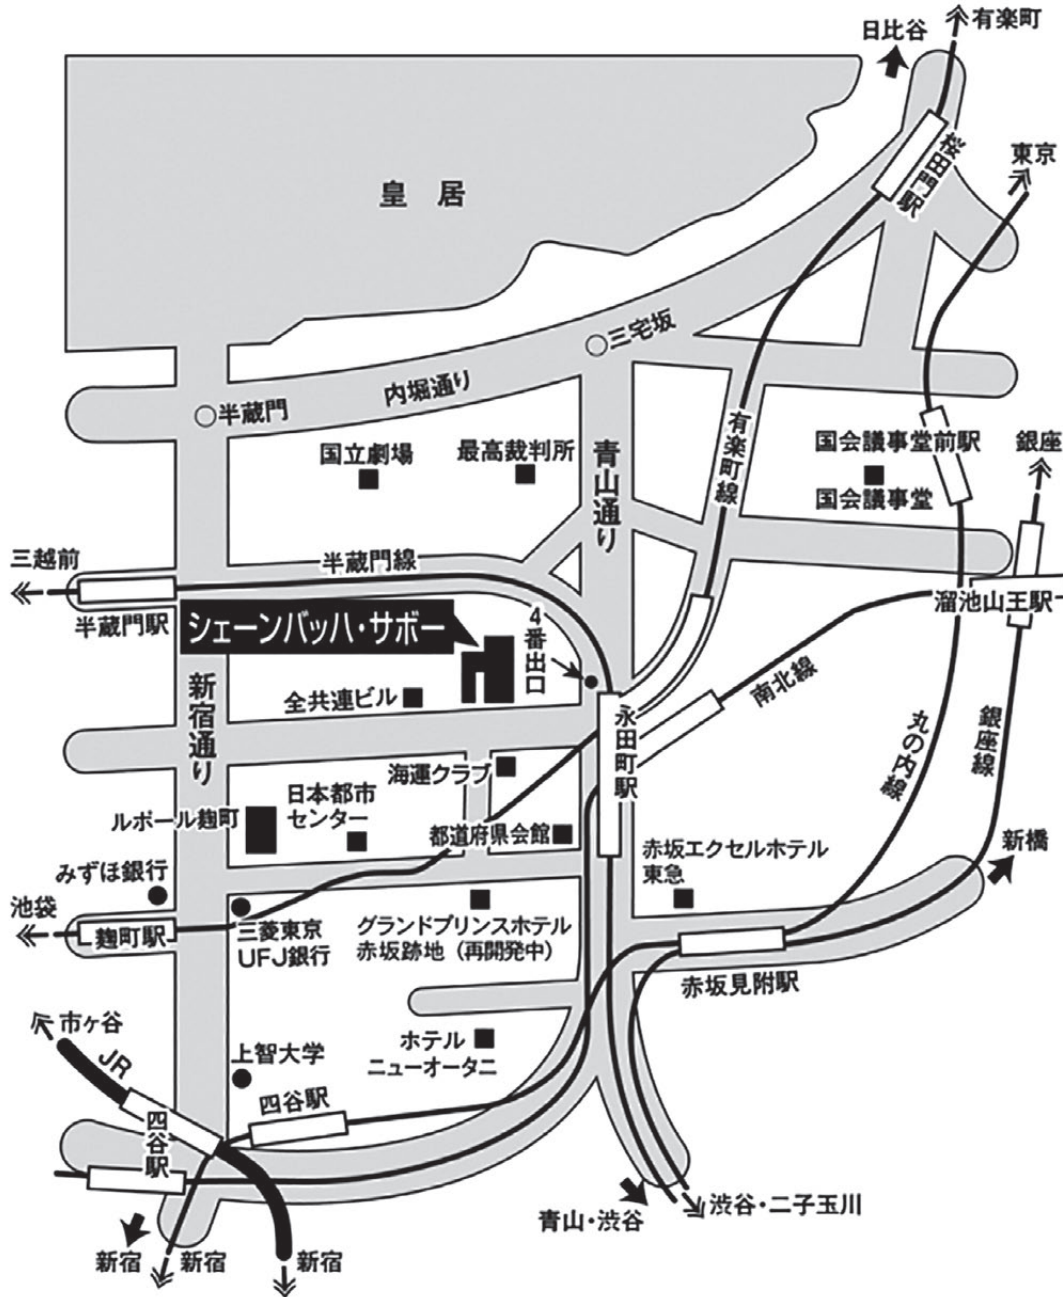 有楽町
日比谷
桜田門駅
東京
皇居
三宅坂
内堀通り
半蔵門
有楽町線
青山通り
国立劇場
最高裁判所
国会議事堂前駅
国会議事堂
銀座
三越前
半蔵門線
半蔵門駅
シェーンバッハ・サボー
4番出口
溜池山王駅
新宿通り
全共連ビル
永田町駅
南北線
丸の内線
銀座線
海運クラブ
日本都市
センター
ルポール麹町
都道府県会館
赤坂エクセルホテル
東急
新橋
みずほ銀行
池袋
麹町駅
三菱東京
UFJ銀行
グランドプリンスホテル
赤坂跡地（再開発中）
赤坂見附駅
市ヶ谷
JR
上智大学
ホテル
ニューオータニ
四谷駅
四谷駅
青山・渋谷
渋谷・二子玉川
新宿
新宿
新宿